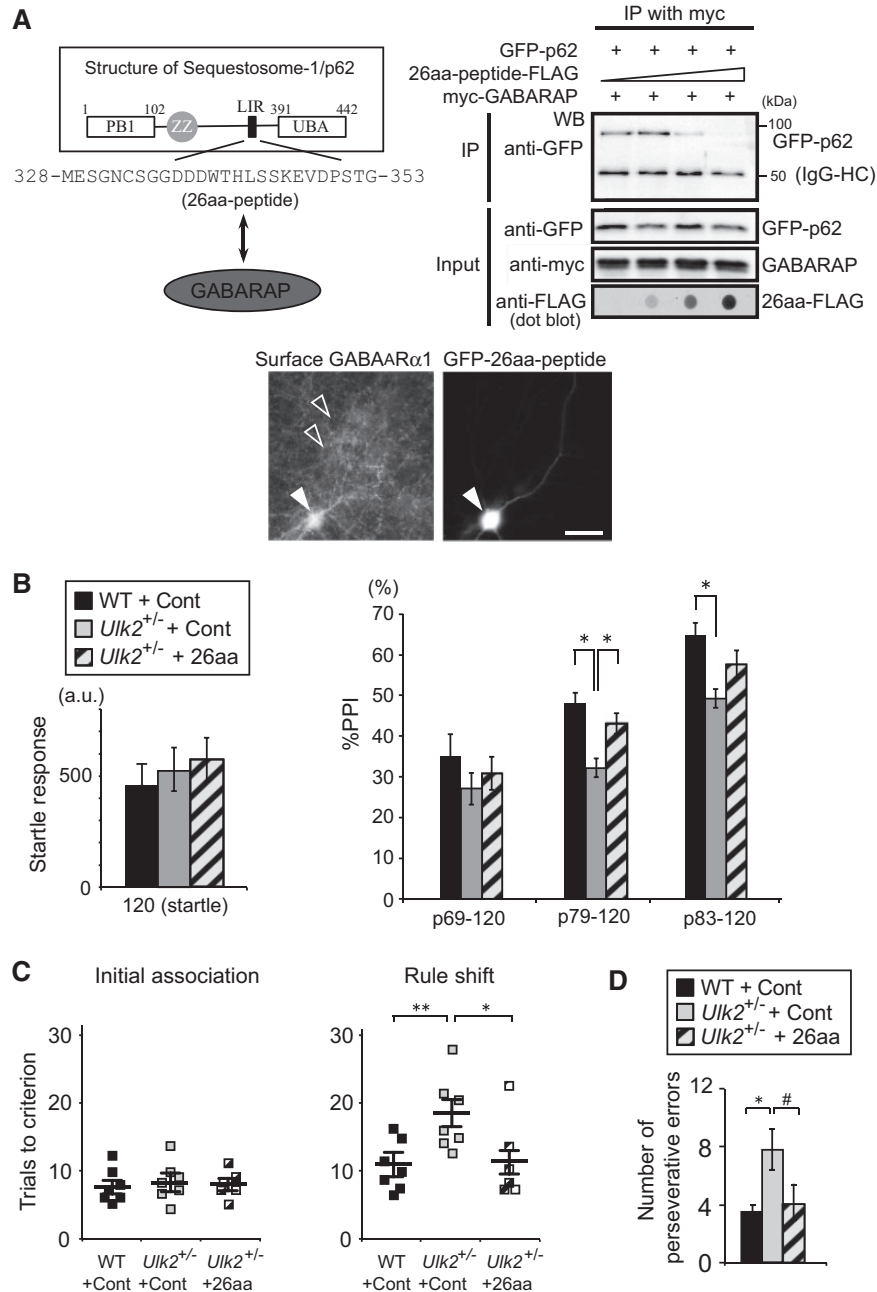 A
Structure of Sequestosome-1/p62
1 102 LIR 391 442
PB1 ZZ UBA
328-MESGNCSGGDDDWTHLSSKEVDPSTG-353
(26aa-peptide)
GABARAP
IP with myc
GFP-p62 + + + +
26aa-peptide-FLAG
myc-GABARAP + + + +
(kDa)
WB
IP
anti-GFP
100
GFP-p62
50 (IgG-HC)
Input
anti-GFP GFP-p62
anti-myc GABARAP
anti-FLAG 26aa-FLAG
(dot blot)
Surface GABAARα1 GFP-26aa-peptide
B
WT + Cont
Ulk2+/- + Cont
Ulk2+/- + 26aa
(a.u.)
Startle response
500
0
120 (startle)
(%)
%PPI
70
60
50
40
30
20
10
0
* * *
p69-120 p79-120 p83-120
C
Initial association
Trials to criterion
30
20
10
0
WT +Cont
Ulk2+/- +Cont
Ulk2+/- +26aa
Rule shift
** *
30
20
10
0
WT +Cont
Ulk2+/- +Cont
Ulk2+/- +26aa
D
WT + Cont
Ulk2+/- + Cont
Ulk2+/- + 26aa
Number of
perseverative errors
12
8
4
0
* #